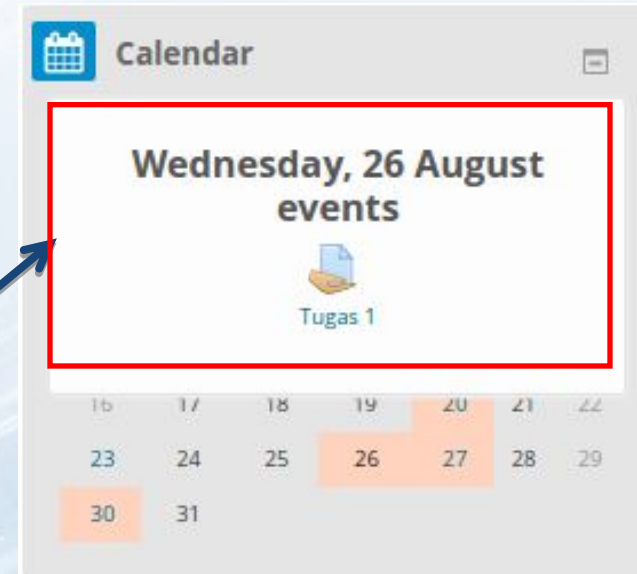 Calendar
Wednesday, 26 August
events
Tugas 1
16 17 18 19 20 21 22
23 24 25 26 27 28 29
30 31